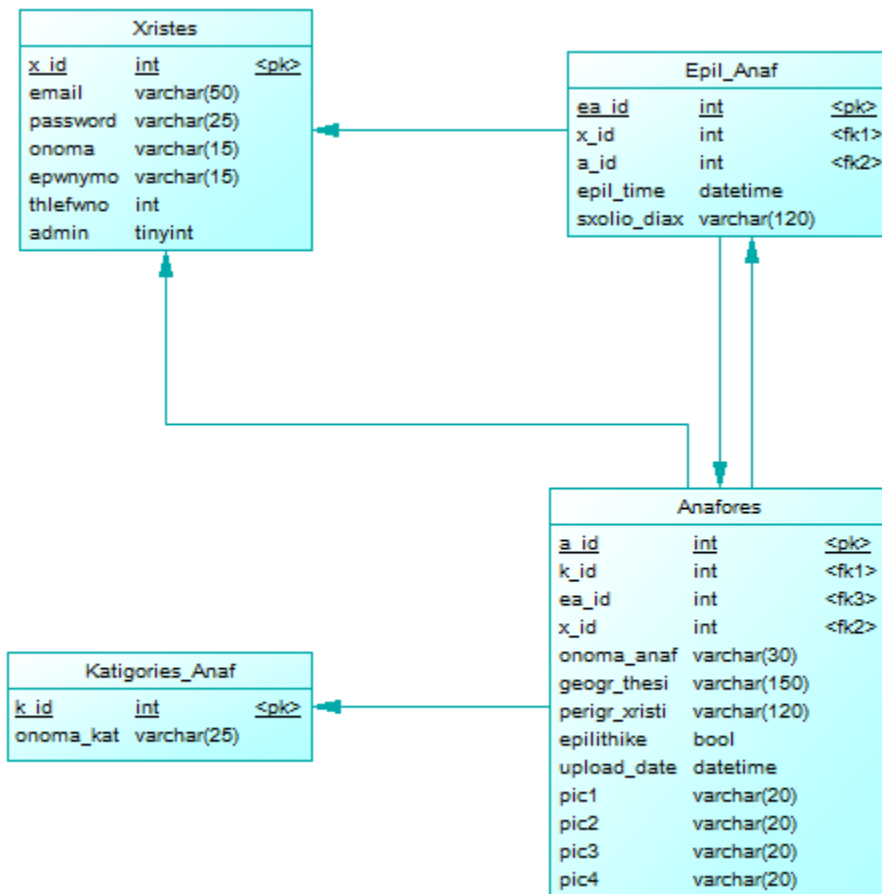 Xristes
x_id int <pk>
email varchar(50)
password varchar(25)
onoma varchar(15)
epwnymo varchar(15)
thlefwno int
admin tinyint
Epil_Anaf
ea_id int <pk>
x_id int <fk1>
a_id int <fk2>
epil_time datetime
sxolio_diax varchar(120)
Anafores
a_id int <pk>
k_id int <fk1>
ea_id int <fk3>
x_id int <fk2>
onoma_anaf varchar(30)
geogr_thesi varchar(150)
perigr_xristi varchar(120)
epilithike bool
upload_date datetime
pic1 varchar(20)
pic2 varchar(20)
pic3 varchar(20)
pic4 varchar(20)
Katigories_Anaf
k_id int <pk>
onoma_kat varchar(25)